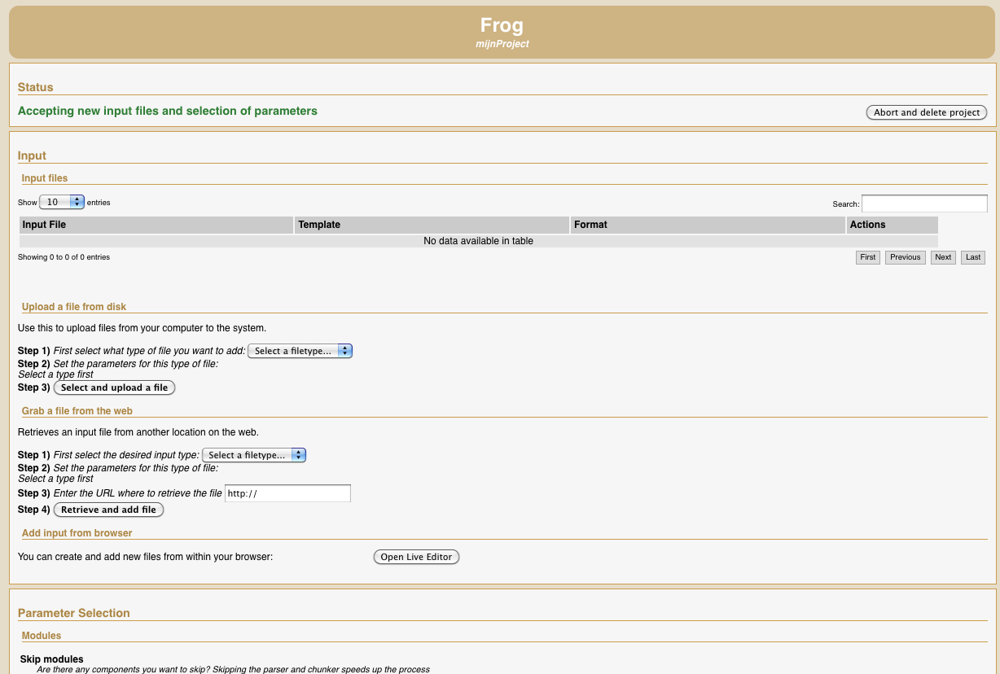 Frog
mijnProject
Status
Accepting new input files and selection of parameters
Abort and delete project
Input
Input files
Show 10 entries
Search:
Input File Template Format Actions
No data available in table
Showing 0 to 0 of 0 entries
First Previous Next Last
Upload a file from disk
Use this to upload files from your computer to the system.
Step 1) First select what type of file you want to add: Select a filetype...
Step 2) Set the parameters for this type of file:
Select a type first
Step 3) Select and upload a file
Grab a file from the web
Retrieves an input file from another location on the web.
Step 1) First select the desired input type: Select a filetype...
Step 2) Set the parameters for this type of file:
Select a type first
Step 3) Enter the URL where to retrieve the file http://
Step 4) Retrieve and add file
Add input from browser
You can create and add new files from within your browser: Open Live Editor
Parameter Selection
Modules
Skip modules
Are there any components you want to skip? Skipping the parser and chunker speeds up the process